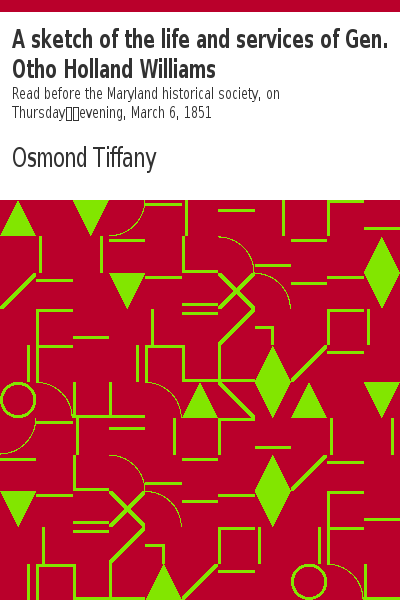 A sketch of the life and services of Gen.
Otho Holland Williams
Read before the Maryland historical society, on
Thursday▯▯evening, March 6, 1851
Osmond Tiffany